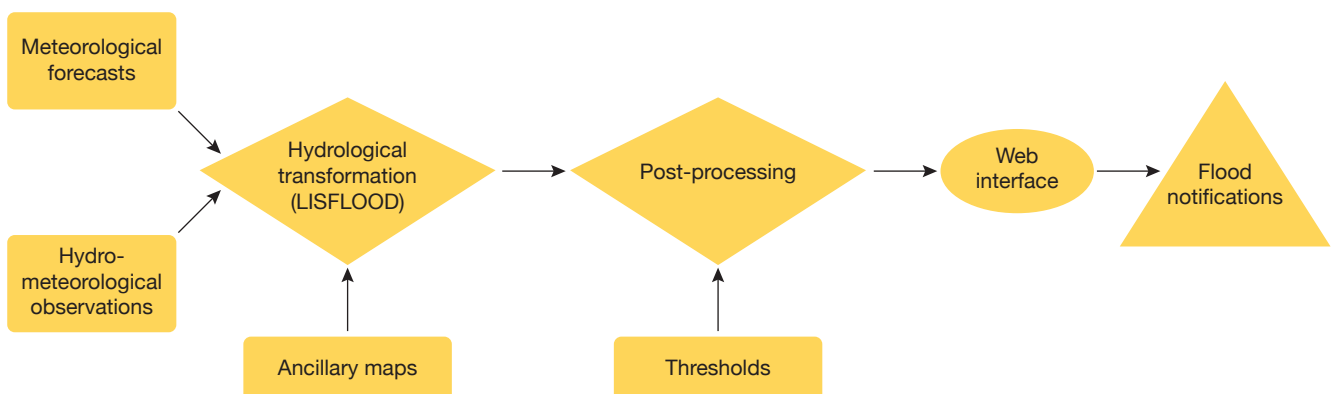 Meteorological
forecasts
Hydro-
meteorological
observations
Hydrological
transformation
(LISFLOOD)
Ancillary maps
Post-processing
Thresholds
Web
interface
Flood
notifications